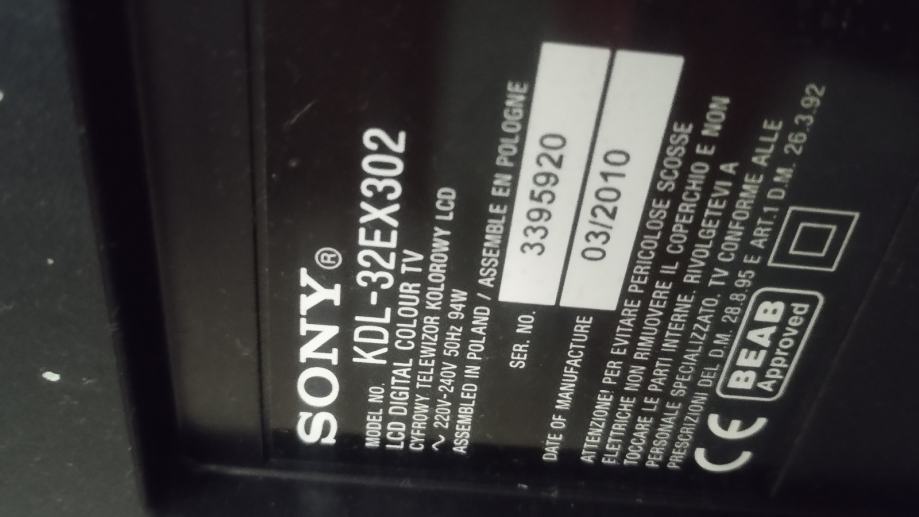 SONY®
MODEL NO. KDL-32EX302
LCD DIGITAL COLOUR TV
CYFROWY TELEWIZOR KOLOROWY LCD
~ 220V-240V 50Hz 94W
ASSEMBLED IN POLAND / ASSEMBLE EN POLOGNE
SER. NO. 3395920
DATE OF MANUFACTURE 03/2010
ATTENZIONE! PER EVITARE PERICOLOSE SCOSSE
ELETTRICHE NON RIMUOVERE IL COPERCHIO E NON
TOCCARE LE PARTI INTERNE. RIVOLGETEVI A
PERSONALE SPECIALIZZATO. TV CONFORME ALLE
PRESCRIZIONI DEL D.M. 28.8.95 E ART.1 D.M. 26.3.92
CE BEAB
Approved